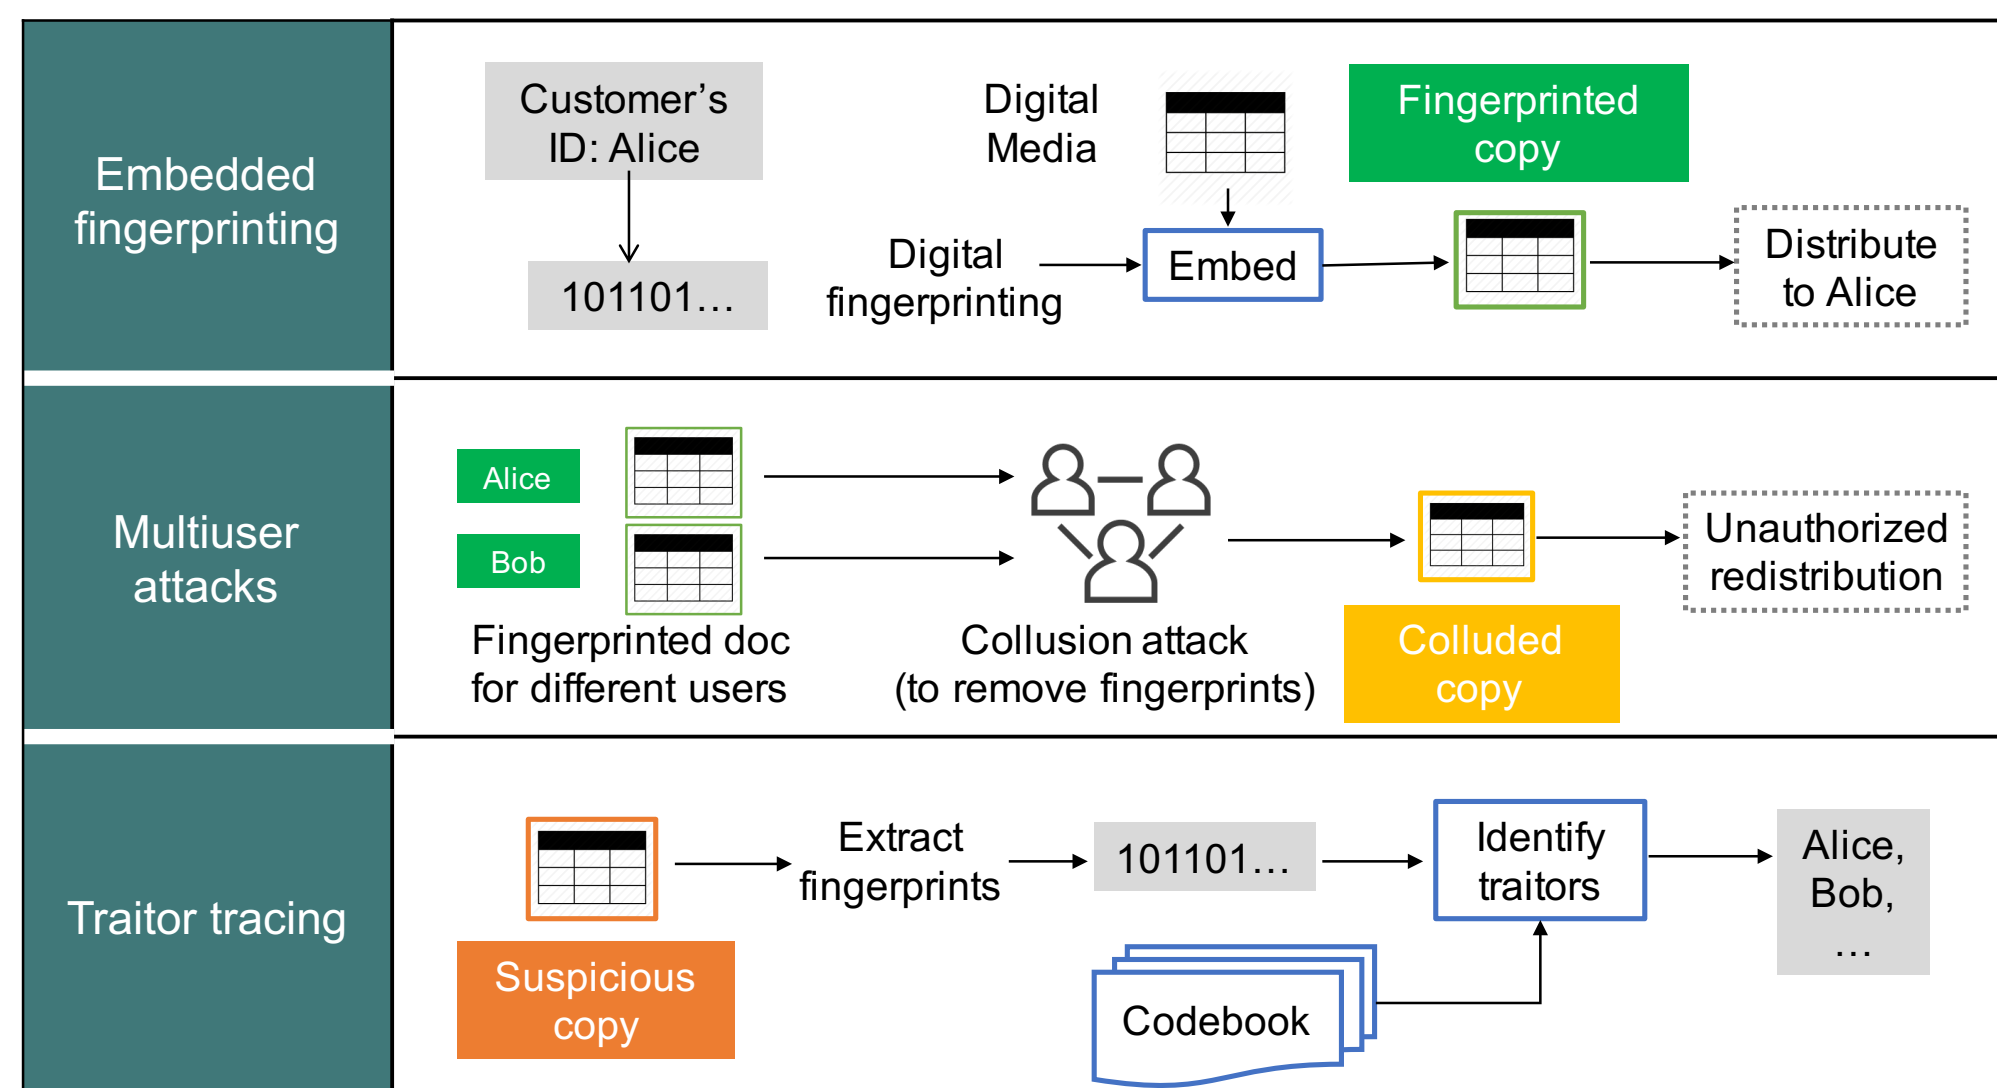 Embedded
fingerprinting
Customer’s
ID: Alice
101101…
Digital
Media
Digital
fingerprinting
Embed
Fingerprinted
copy
Distribute
to Alice
Multiuser
attacks
Alice
Bob
Fingerprinted doc
for different users
Collusion attack
(to remove fingerprints)
Colluded
copy
Unauthorized
redistribution
Traitor tracing
Suspicious
copy
Extract
fingerprints
101101…
Codebook
Identify
traitors
Alice,
Bob,
…